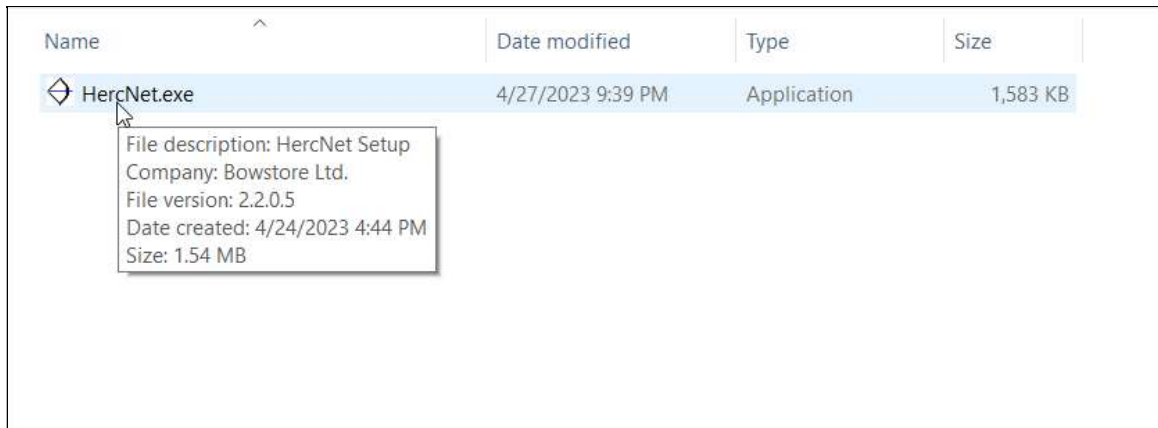 Name Date modified Type Size
HercNet.exe 4/27/2023 9:39 PM Application 1,583 KB
File description: HercNet Setup
Company: Bowstore Ltd.
File version: 2.2.0.5
Date created: 4/24/2023 4:44 PM
Size: 1.54 MB